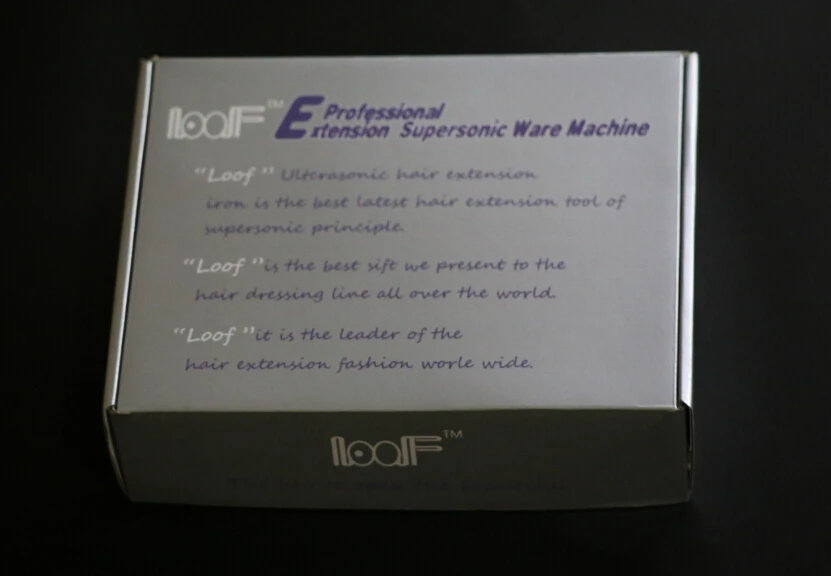 Loof™ Professional
Extension Supersonic Ware Machine
“Loof” Ulterasonic hair extension
iron is the best latest hair extension tool of
supersonic principle.
“Loof” is the best sift we present to the
hair dressing line all over the world.
“Loof” it is the leader of the
hair extension fashion worle wide.
Loof™